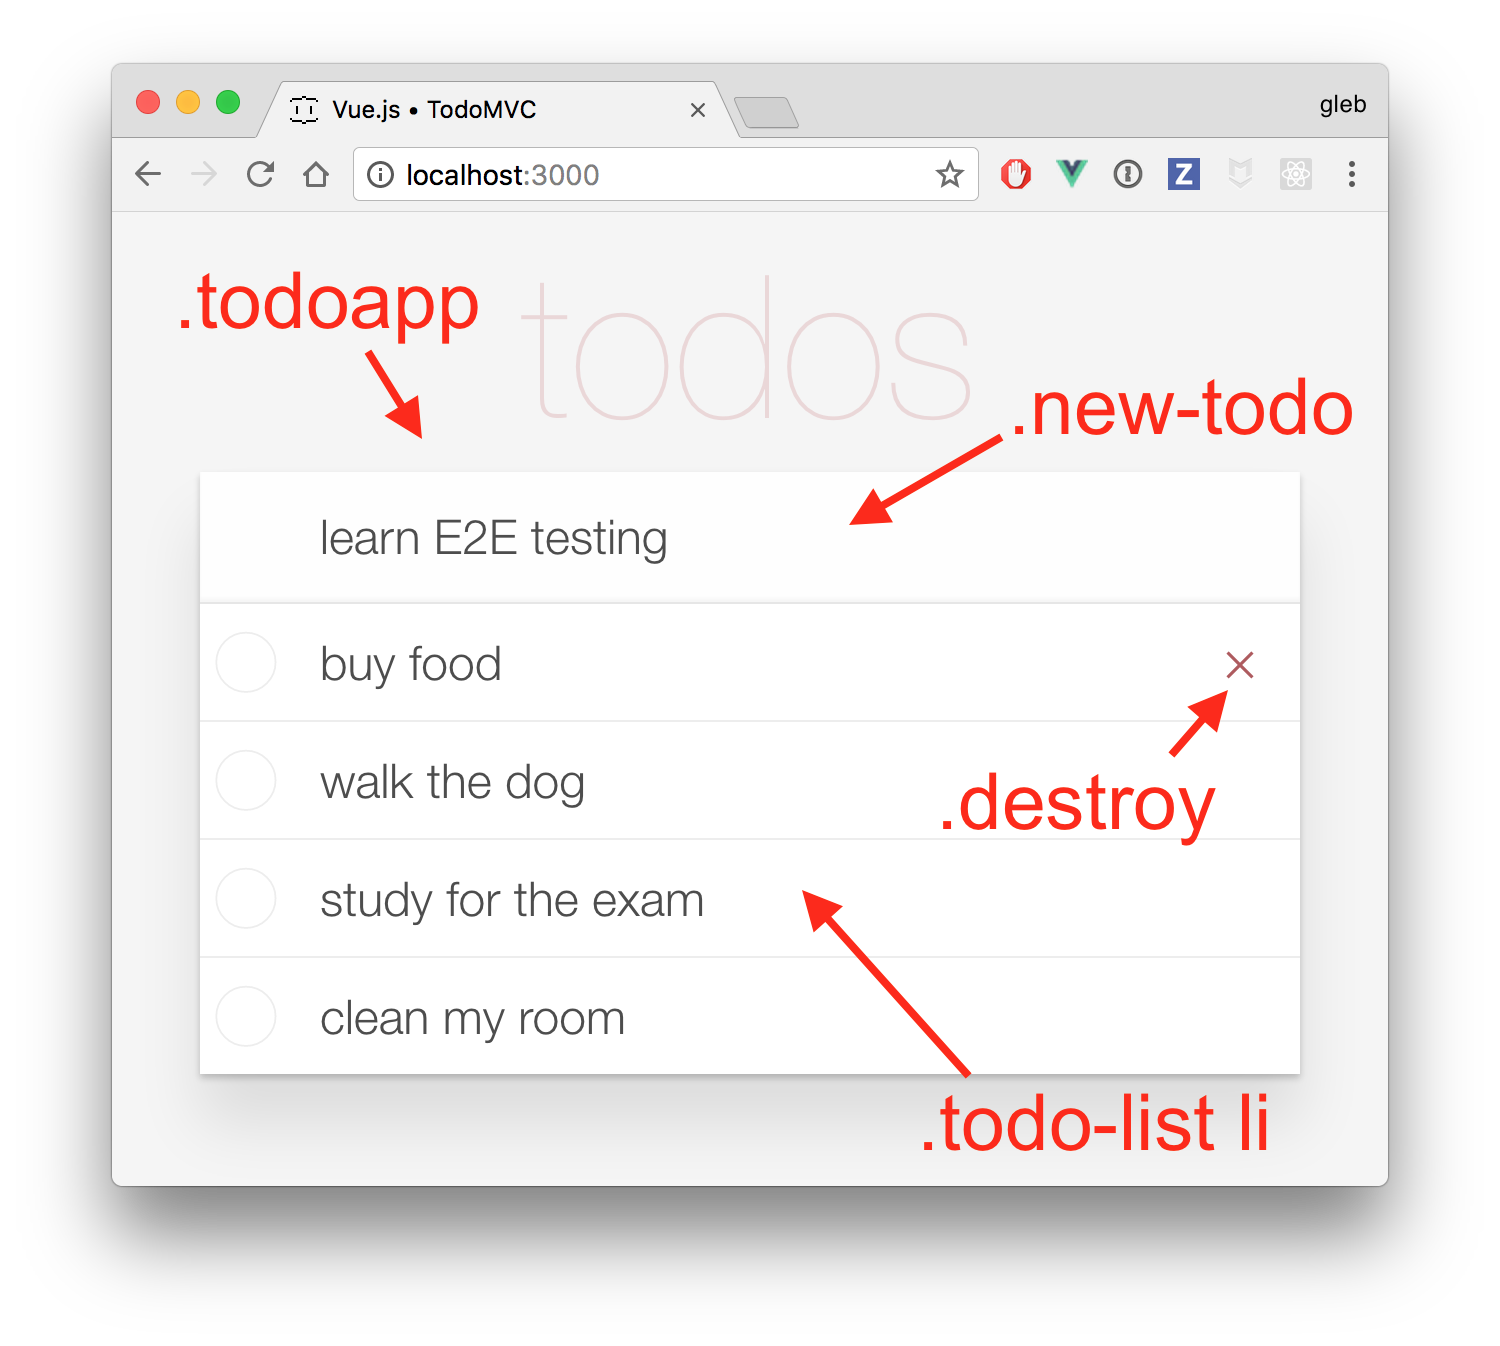 Vue.js • TodoMVC
gleb
localhost:3000
Z
.todoapp
todos
.new-todo
learn E2E testing
buy food
walk the dog
.destroy
study for the exam
clean my room
.todo-list li